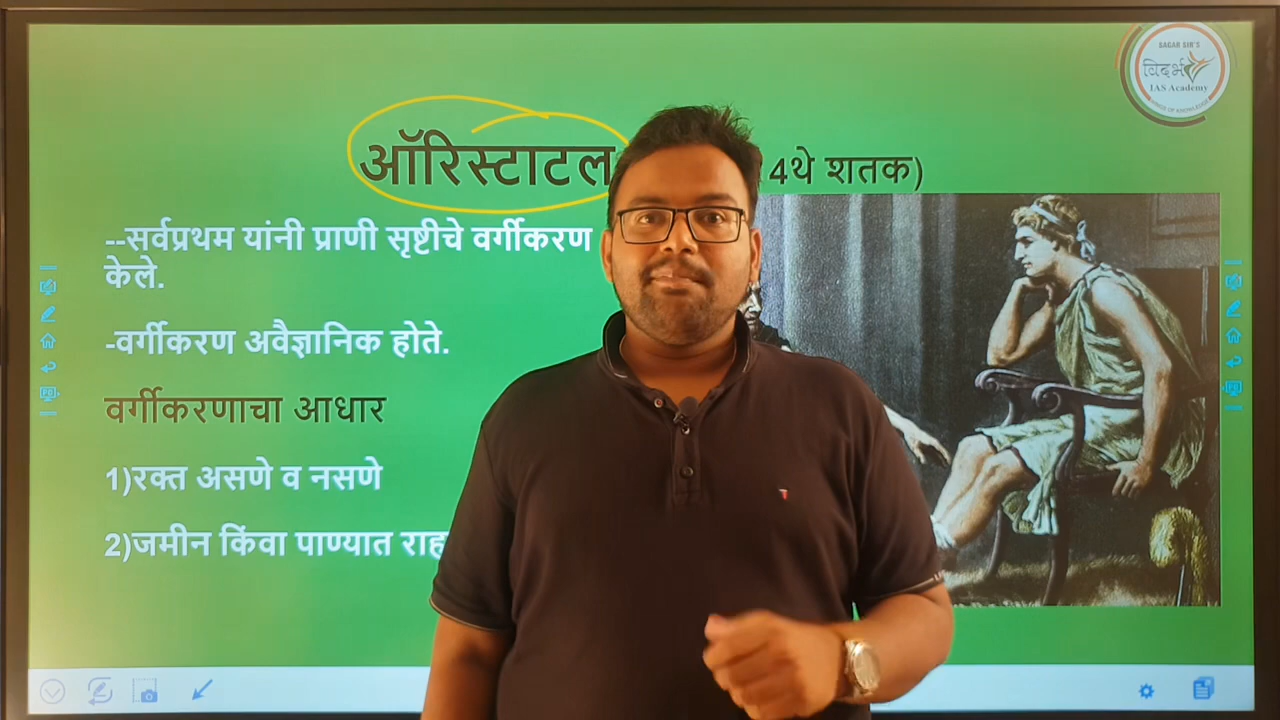 SAGAR SIR'S
विदर्भ
IAS Academy
ऑरिस्टाटल
4थे शतक)
--सर्वप्रथम यांनी प्राणी सृष्टीचे वर्गीकरण
केले.
-वर्गीकरण अवैज्ञानिक होते.
वर्गीकरणाचा आधार
1)रक्त असणे व नसणे
2)जमीन किंवा पाण्यात